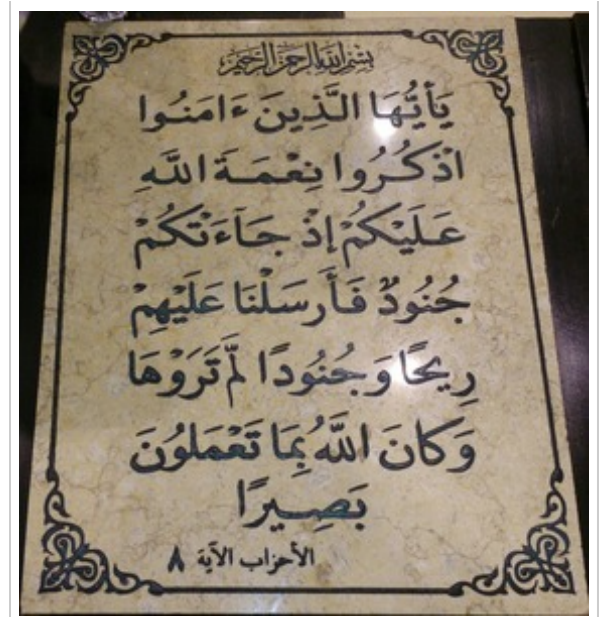 بسم الله الرحمن الرحيم
يَٰٓأَيُّهَا الَّذِينَ ءَامَنُوا
اذْكُرُوا نِعْمَةَ اللَّهِ
عَلَيْكُمْ إِذْ جَآءَتْكُمْ
جُنُودٌ فَأَرْسَلْنَا عَلَيْهِمْ
رِيحًا وَجُنُودًا لَّمْ تَرَوْهَا
وَكَانَ اللَّهُ بِمَا تَعْمَلُونَ
بَصِيرًا
الأحزاب الآية ٨